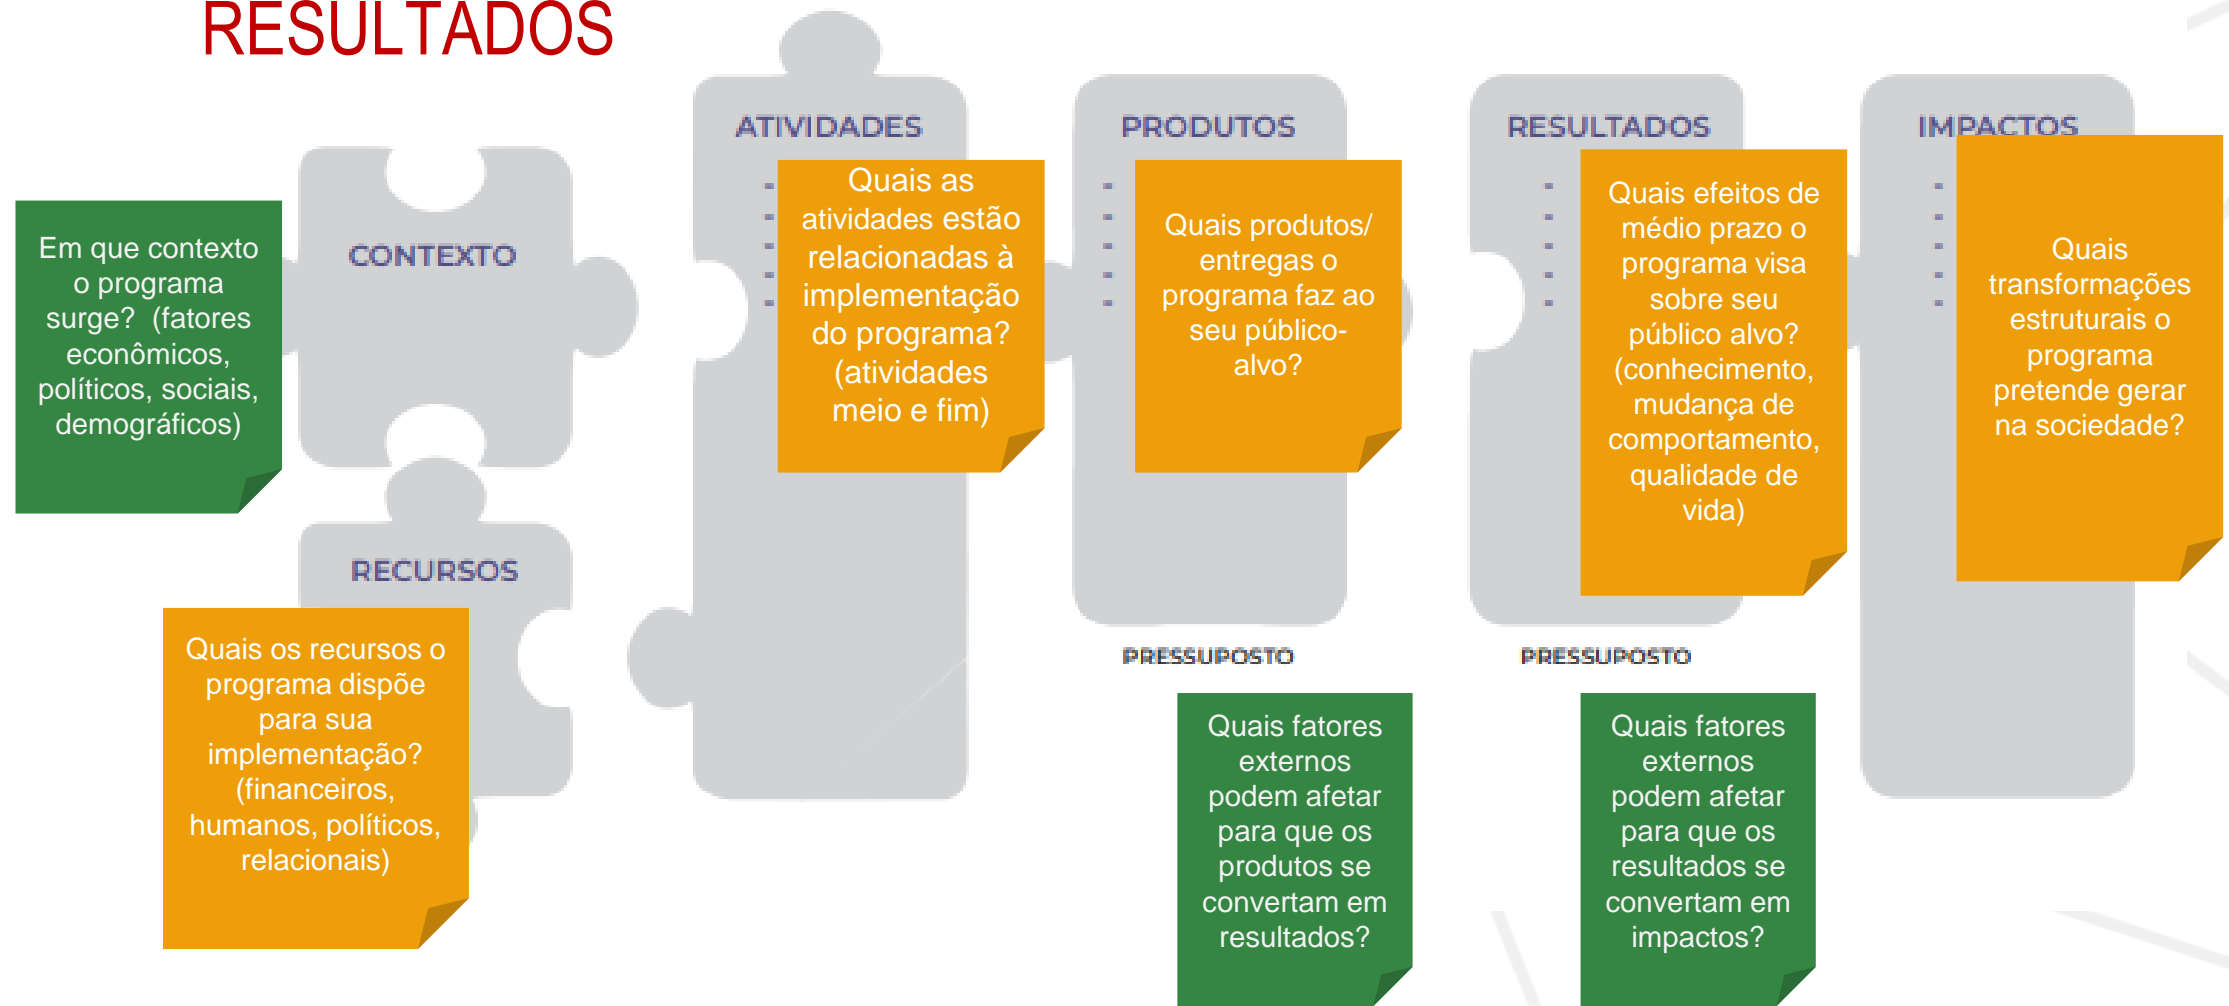 RESULTADOS
CONTEXTO
Em que contexto
o programa
surge?  (fatores
econômicos,
políticos, sociais,
demográficos)
RECURSOS
Quais os recursos o
programa dispõe
para sua
implementação?
(financeiros,
humanos, políticos,
relacionais)
ATIVIDADES
Quais as
atividades estão
relacionadas à
implementação
do programa?
(atividades
meio e fim)
PRODUTOS
Quais produtos/
entregas o
programa faz ao
seu público-
alvo?
PRESSUPOSTO
Quais fatores
externos
podem afetar
para que os
produtos se
convertam em
resultados?
RESULTADOS
Quais efeitos de
médio prazo o
programa visa
sobre seu
público alvo?
(conhecimento,
mudança de
comportamento,
qualidade de
vida)
PRESSUPOSTO
Quais fatores
externos
podem afetar
para que os
resultados se
convertam em
impactos?
IMPACTOS
Quais
transformações
estruturais o
programa
pretende gerar
na sociedade?